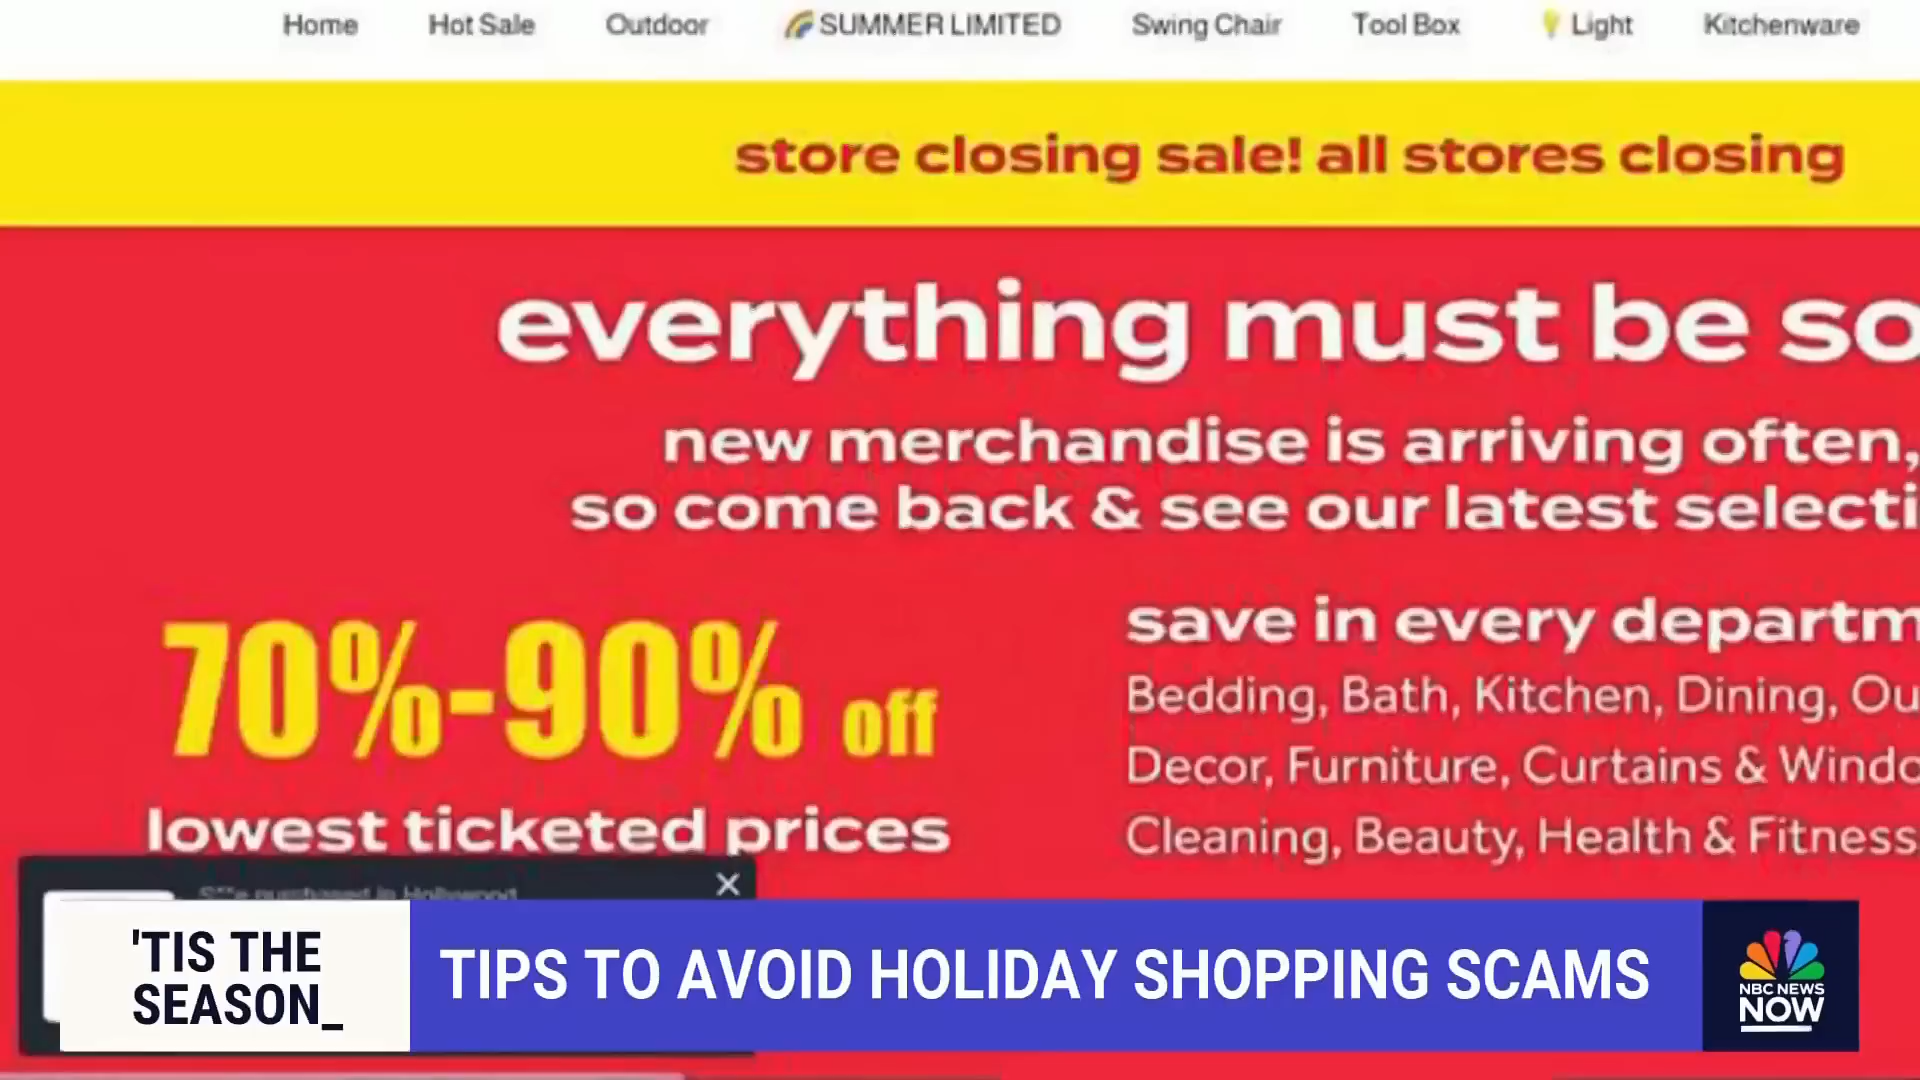 Home Hot Sale Outdoor SUMMER LIMITED Swing Chair Tool Box Light Kitchenware
store closing sale! all stores closing
everything must be so
new merchandise is arriving often,
so come back & see our latest selecti
70%-90% off
lowest ticketed prices
save in every departm
Bedding, Bath, Kitchen, Dining, Ou
Decor, Furniture, Curtains & Windo
Cleaning, Beauty, Health & Fitness
S**e purchased in Hollywood
'TIS THE
SEASON_
TIPS TO AVOID HOLIDAY SHOPPING SCAMS
NBC NEWS
NOW